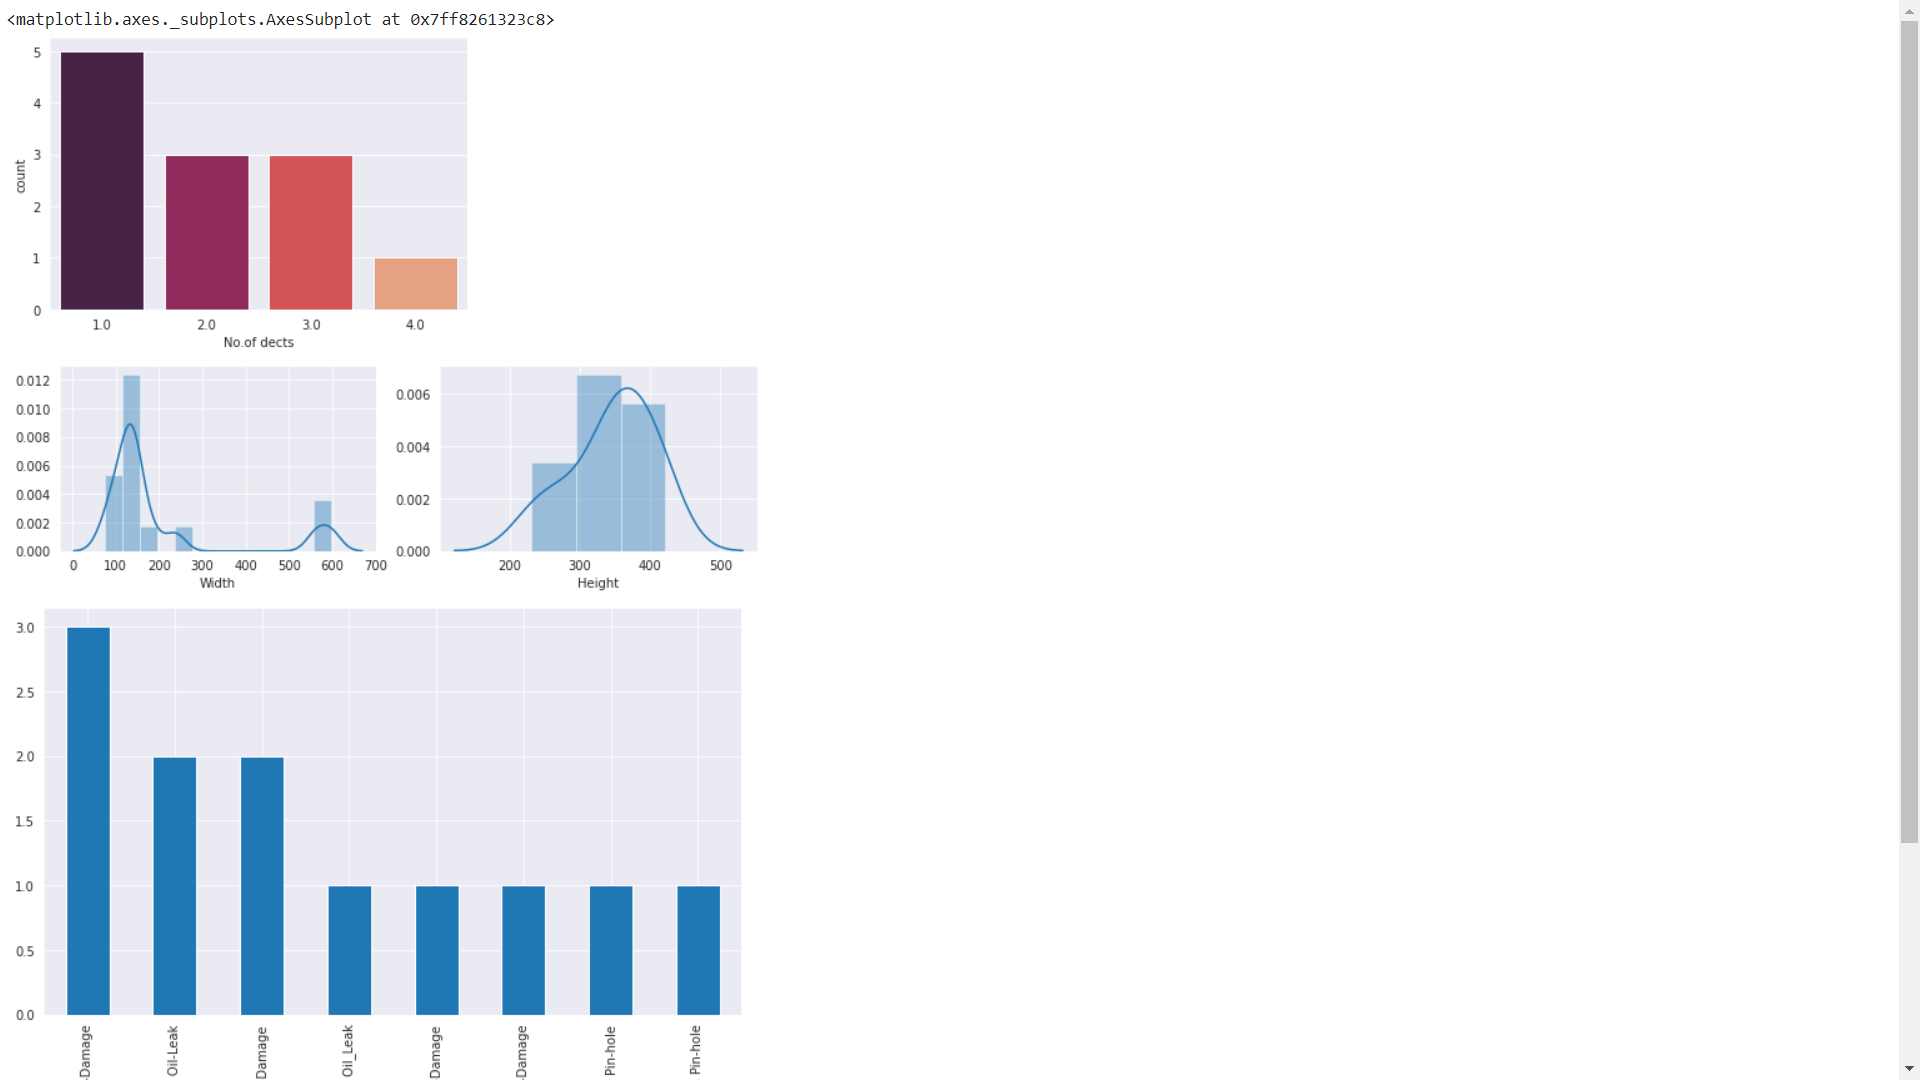 <matplotlib.axes._subplots.AxesSubplot at 0x7ff8261323c8>
5
4
3
2
1
0
count
1.0 2.0 3.0 4.0
No.of dects
0.012
0.010
0.008
0.006
0.004
0.002
0.000
0 100 200 300 400 500 600 700
Width
0.006
0.004
0.002
0.000
200 300 400 500
Height
3.0
2.5
2.0
1.5
1.0
0.5
0.0
-Damage
Oil-Leak
Damage
Oil_Leak
-Damage
-Damage
Pin-hole
Pin-hole